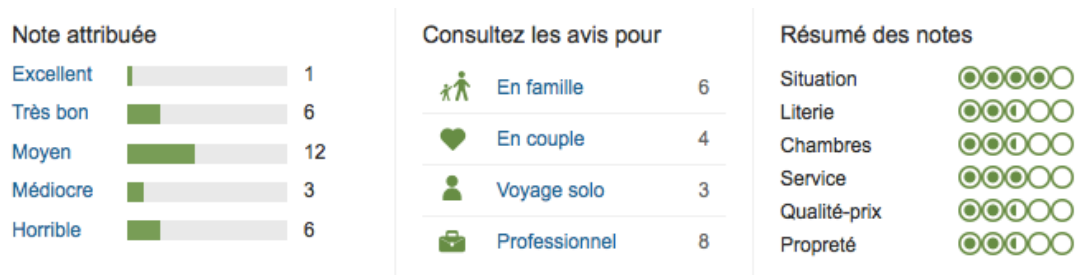 Note attribuée
Excellent 1
Très bon 6
Moyen 12
Médiocre 3
Horrible 6
Consultez les avis pour
En famille 6
En couple 4
Voyage solo 3
Professionnel 8
Résumé des notes
Situation
Literie
Chambres
Service
Qualité-prix
Propreté